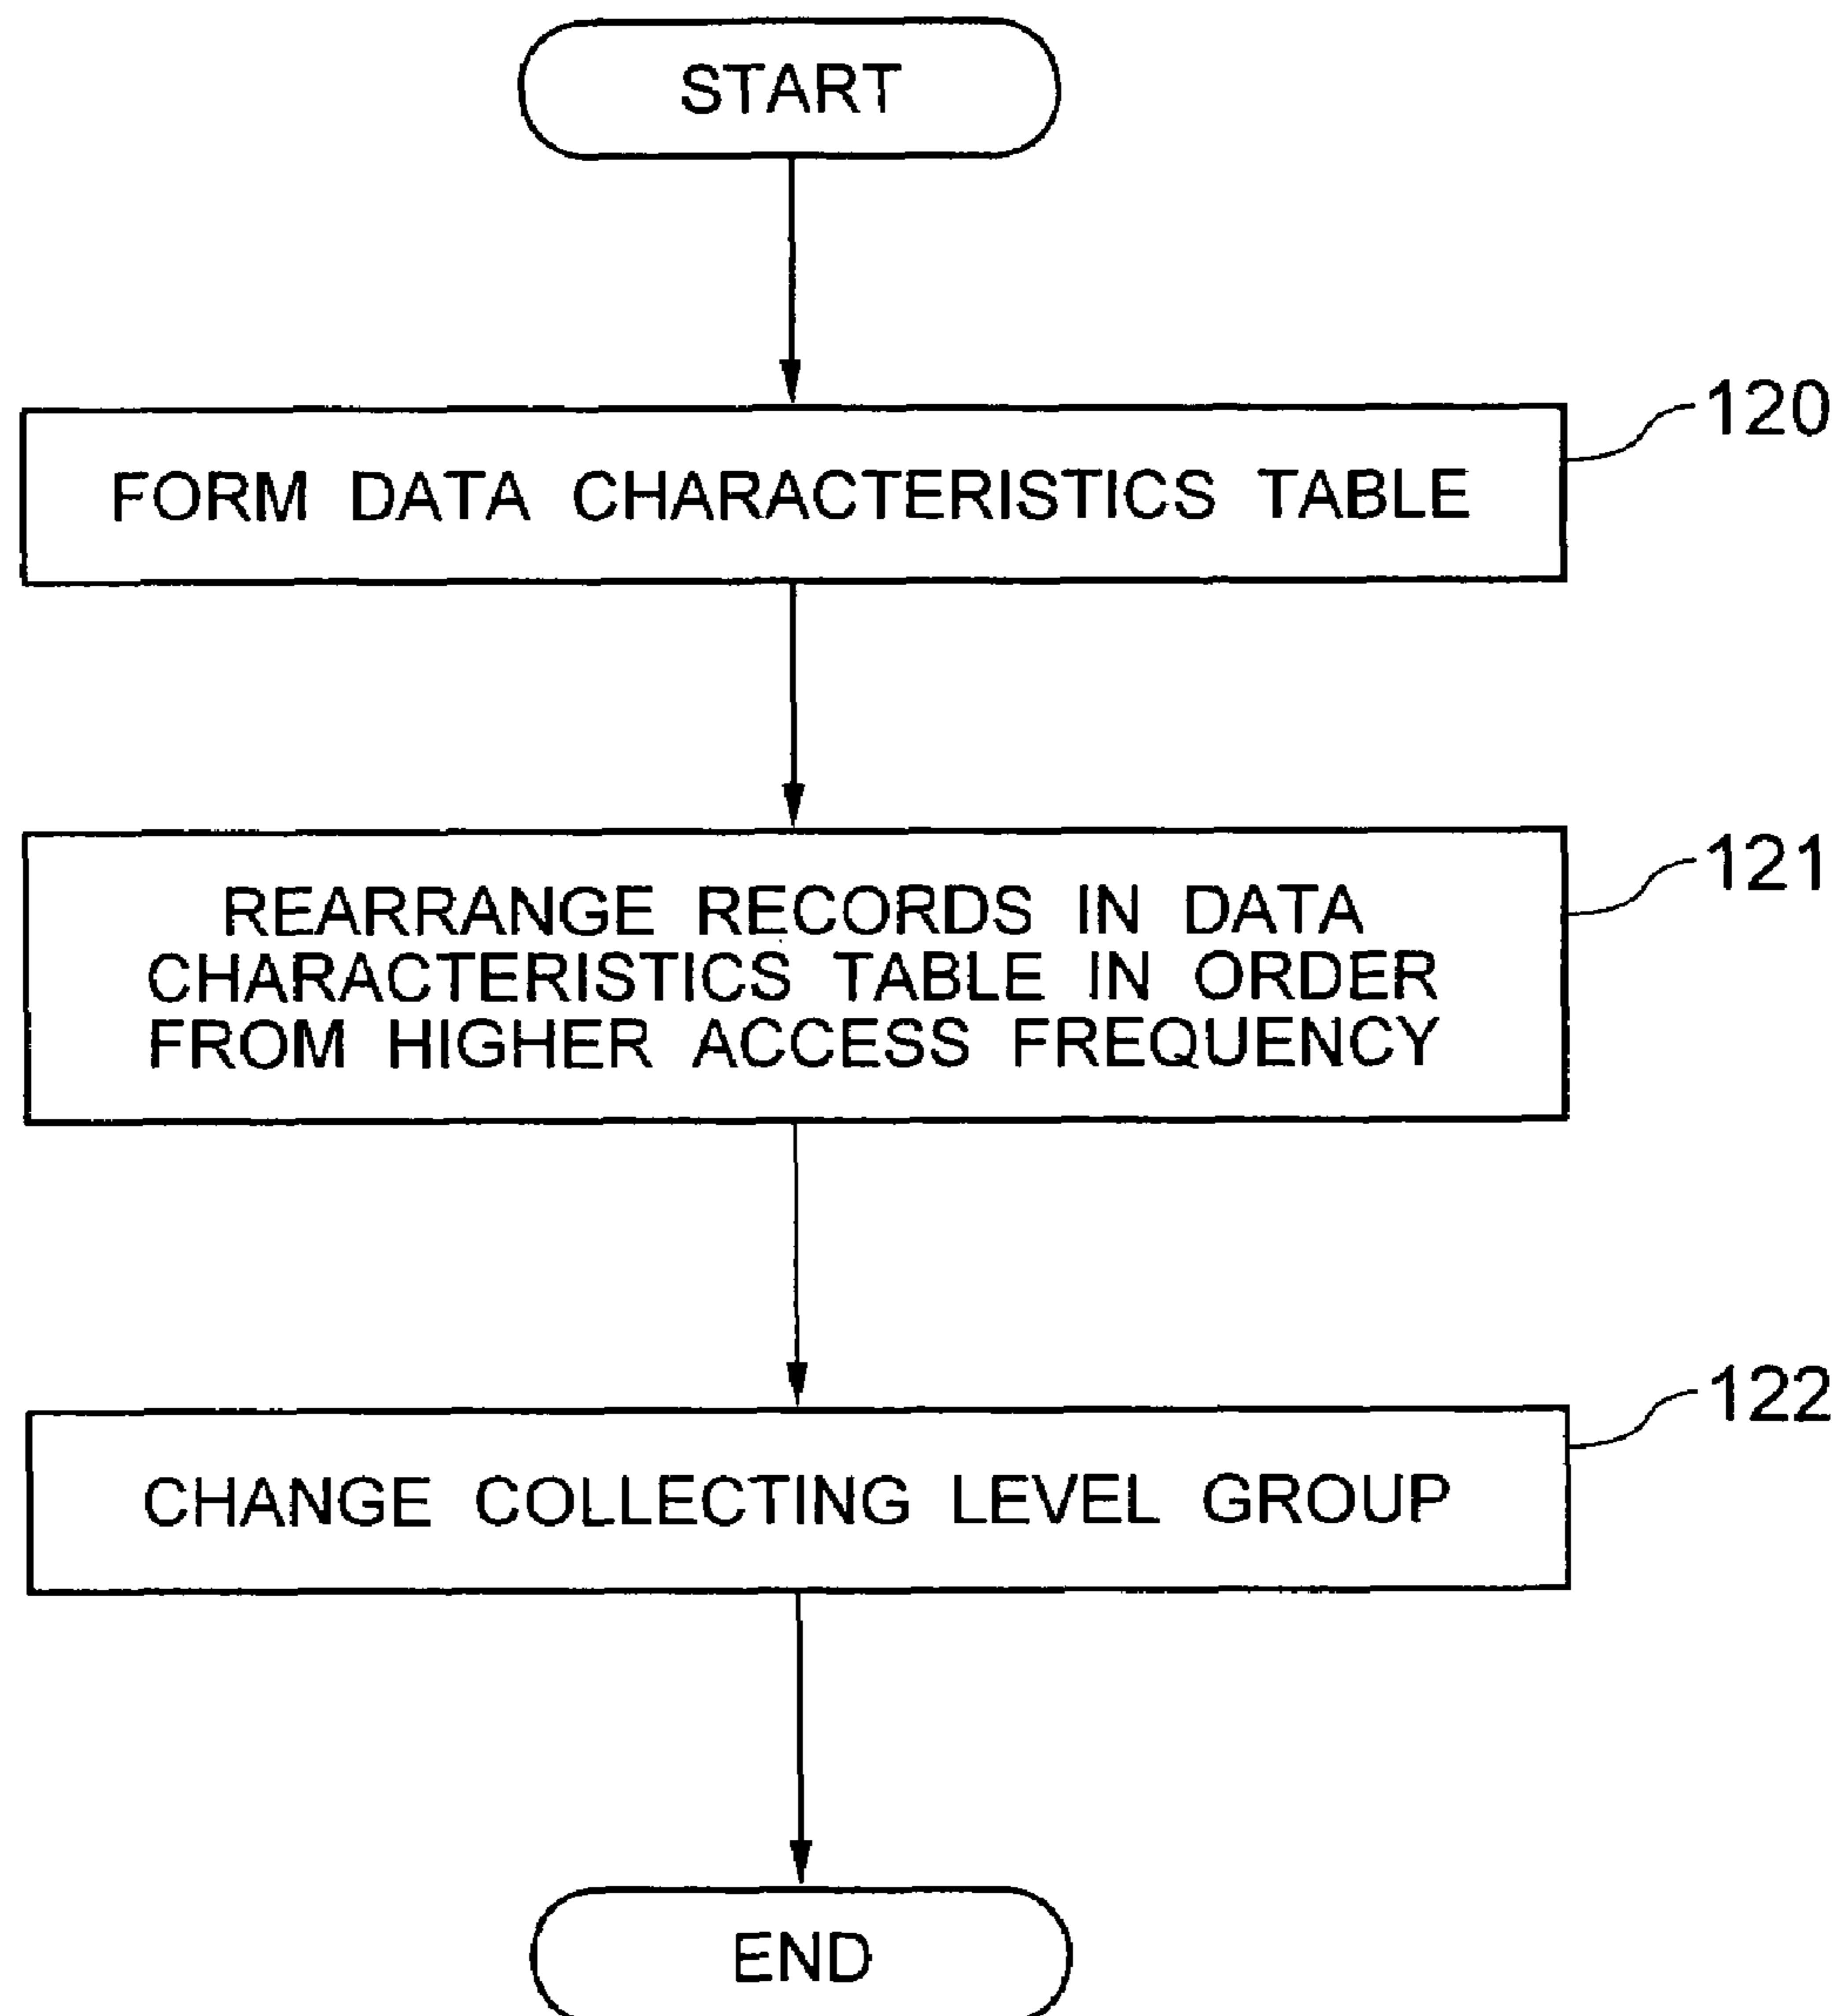 START
120
FORM DATA CHARACTERISTICS TABLE
121
REARRANGE RECORDS IN DATA
CHARACTERISTICS TABLE IN ORDER
FROM HIGHER ACCESS FREQUENCY
122
CHANGE COLLECTING LEVEL GROUP
END